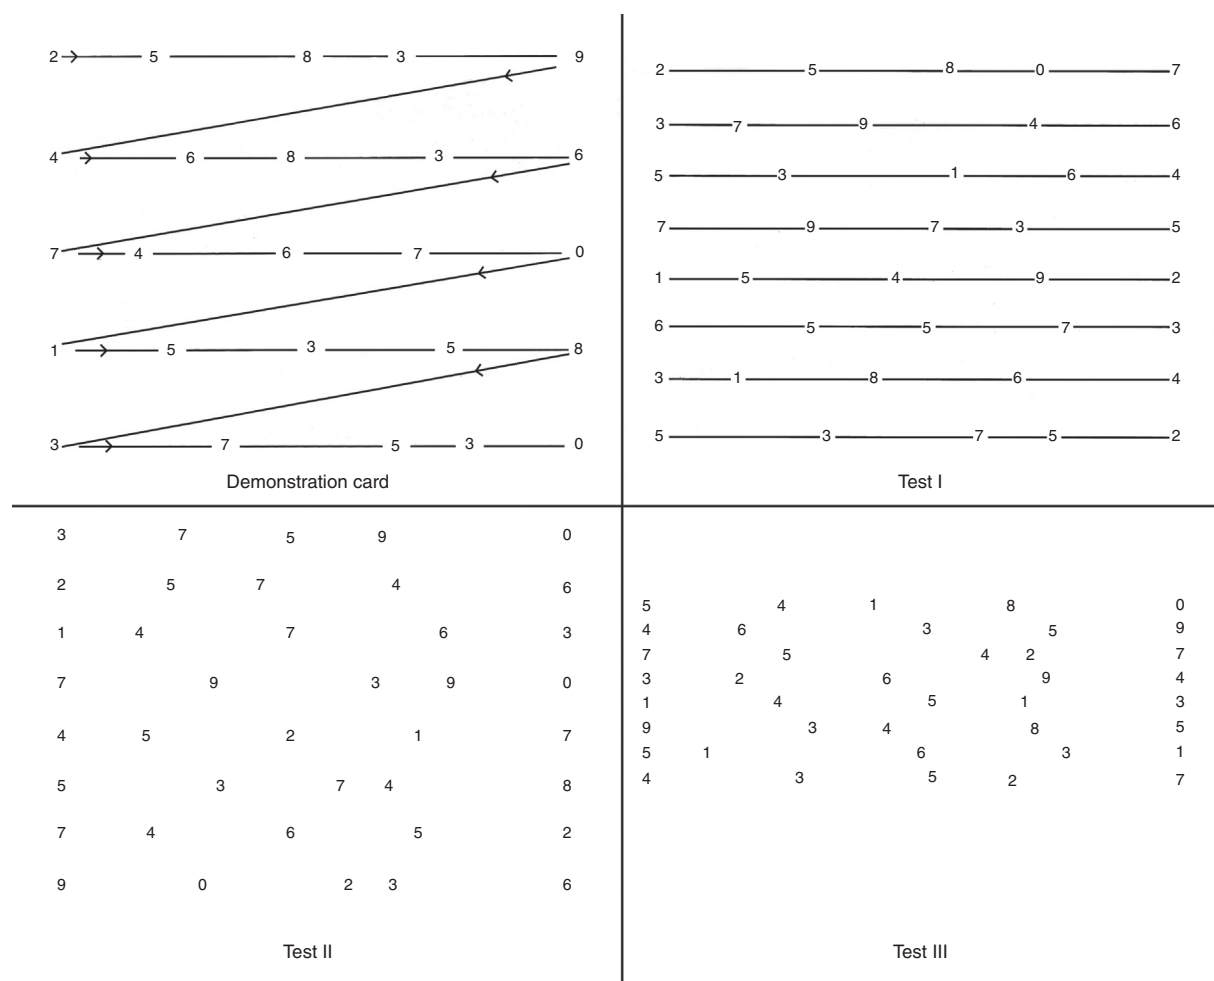 2 5 8 3 9
4 6 8 3 6
7 4 6 7 0
1 5 3 5 8
3 7 5 3 0
Demonstration card
2 5 8 0 7
3 7 9 4 6
5 3 1 6 4
7 9 7 3 5
1 5 4 9 2
6 5 5 7 3
3 1 8 6 4
5 3 7 5 2
Test I
3 7 5 9 0
2 5 7 4 6
1 4 7 6 3
7 9 3 9 0
4 5 2 1 7
5 3 7 4 8
7 4 6 5 2
9 0 2 3 6
Test II
5 4 1 8 0
4 6 3 5 9
7 5 4 2 7
3 2 6 9 4
1 4 5 1 3
9 3 4 8 5
5 1 6 3 1
4 3 5 2 7
Test III